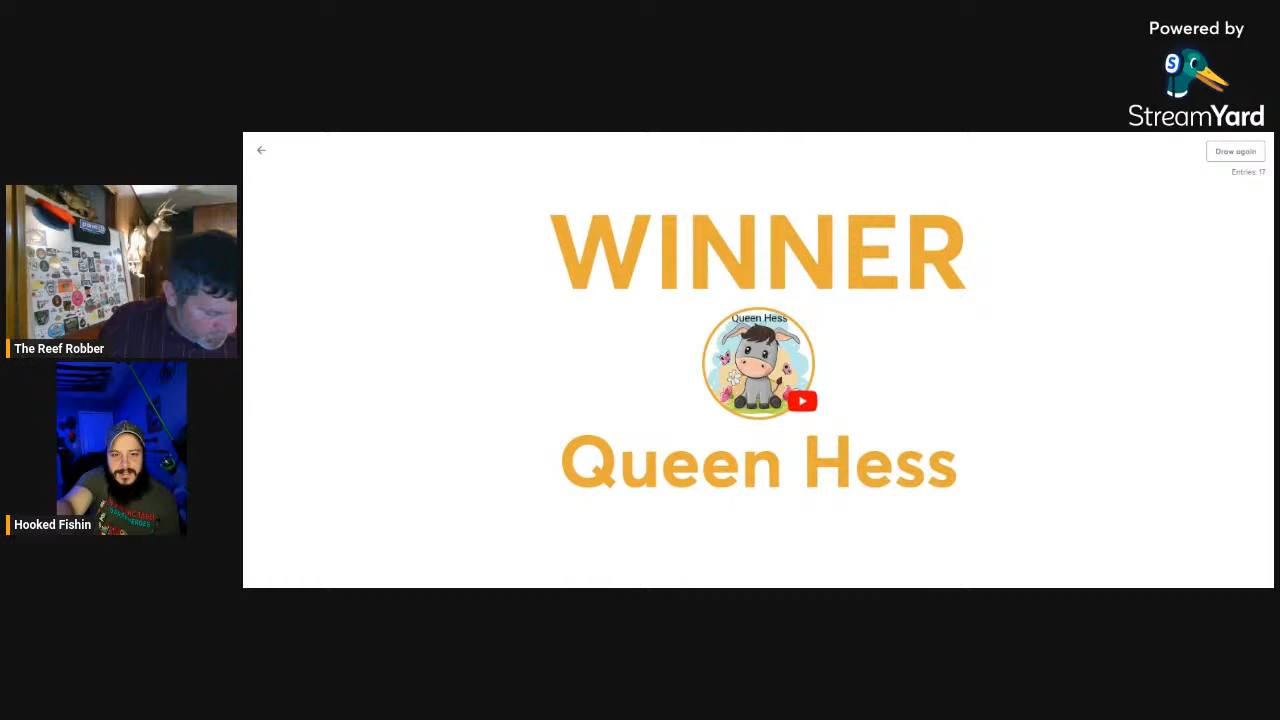 Powered by
S
StreamYard
Draw again
Entries: 17
WINNER
Queen Hess
Queen Hess
The Reef Robber
Hooked Fishin